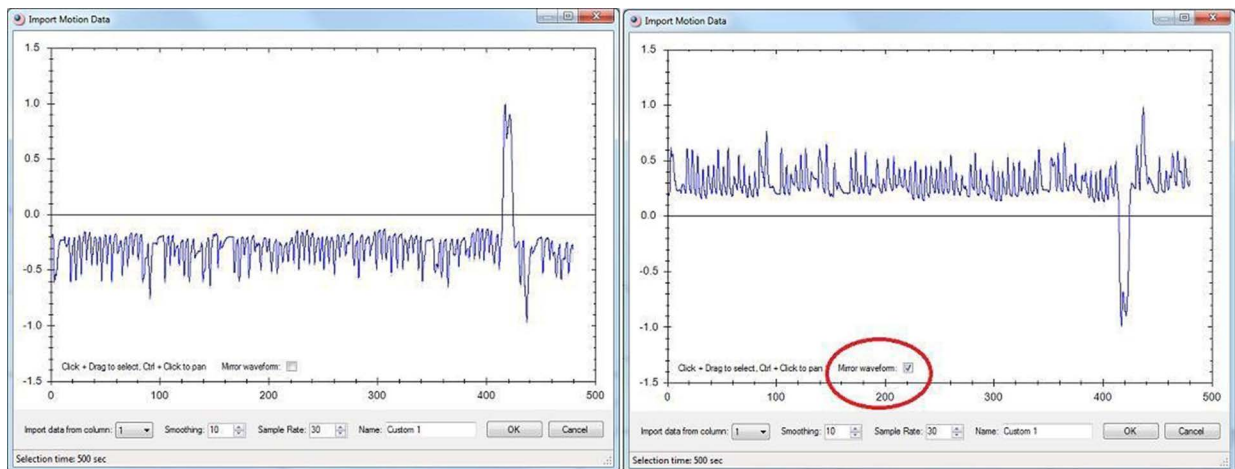 Import Motion Data
1.5
1.0
0.5
0.0
-0.5
-1.0
-1.5
Click + Drag to select, Ctrl + Click to pan Mirror waveform:
0 100 200 300 400 500
Import data from column: 1 Smoothing: 10 Sample Rate: 30 Name: Custom 1 OK Cancel
Selection time: 500 sec
Import Motion Data
1.5
1.0
0.5
0.0
-0.5
-1.0
-1.5
Click + Drag to select, Ctrl + Click to pan Mirror waveform:
0 100 200 300 400 500
Import data from column: 1 Smoothing: 10 Sample Rate: 30 Name: Custom 1 OK Cancel
Selection time: 500 sec